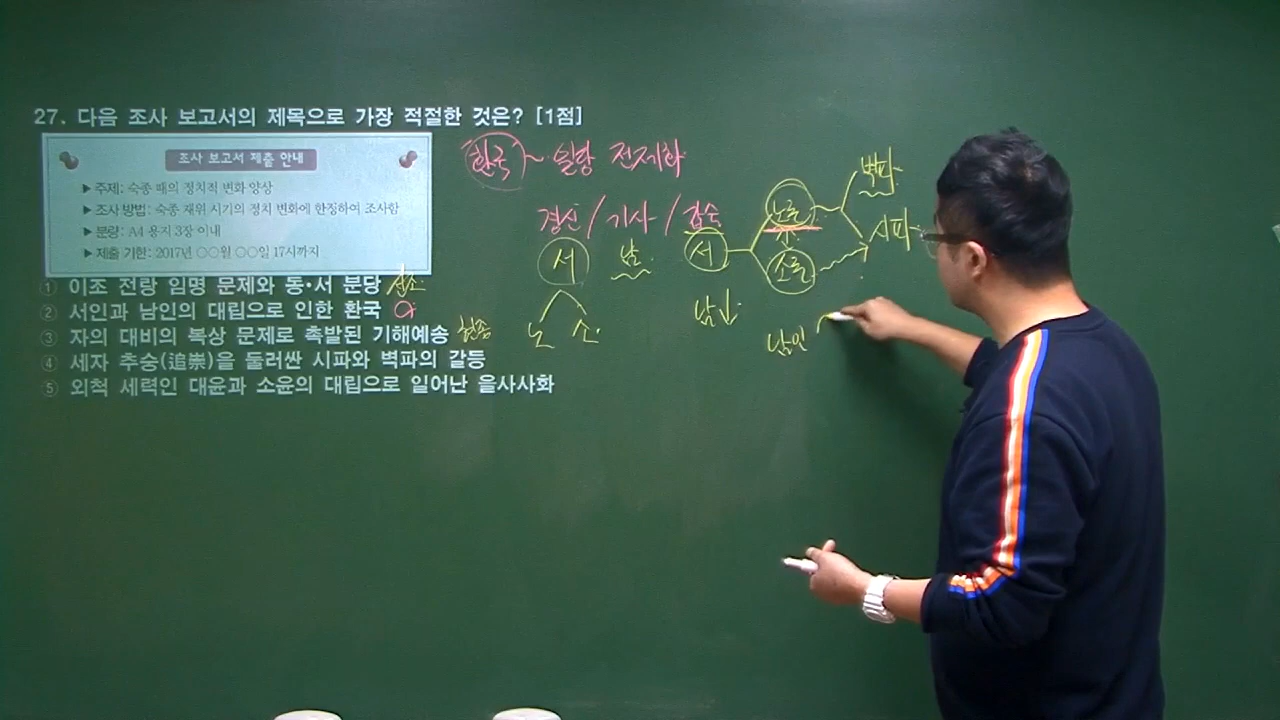 27. 다음 조사 보고서의 제목으로 가장 적절한 것은? [1점]
조사 보고서 제출 안내
▶ 주제: 숙종 때의 정치적 변화 양상
▶ 조사 방법: 숙종 재위 시기의 정치 변화에 한정하여 조사함
▶ 분량: A4 용지 3장 이내
▶ 제출 기한: 2017년 ○○월 ○○일 17시까지
① 이조 전랑 임명 문제와 동·서 분당
② 서인과 남인의 대립으로 인한 환국
③ 자의 대비의 복상 문제로 촉발된 기해예송 현종
④ 세자 추숭(追崇)을 둘러싼 시파와 벽파의 갈등
⑤ 외척 세력인 대윤과 소윤의 대립으로 일어난 을사사화
환국 ~ 일당 전제화
경신 / 기사 / 갑술
서 남 서
노 소
남↓
노론
소론
벽파
시파
남인